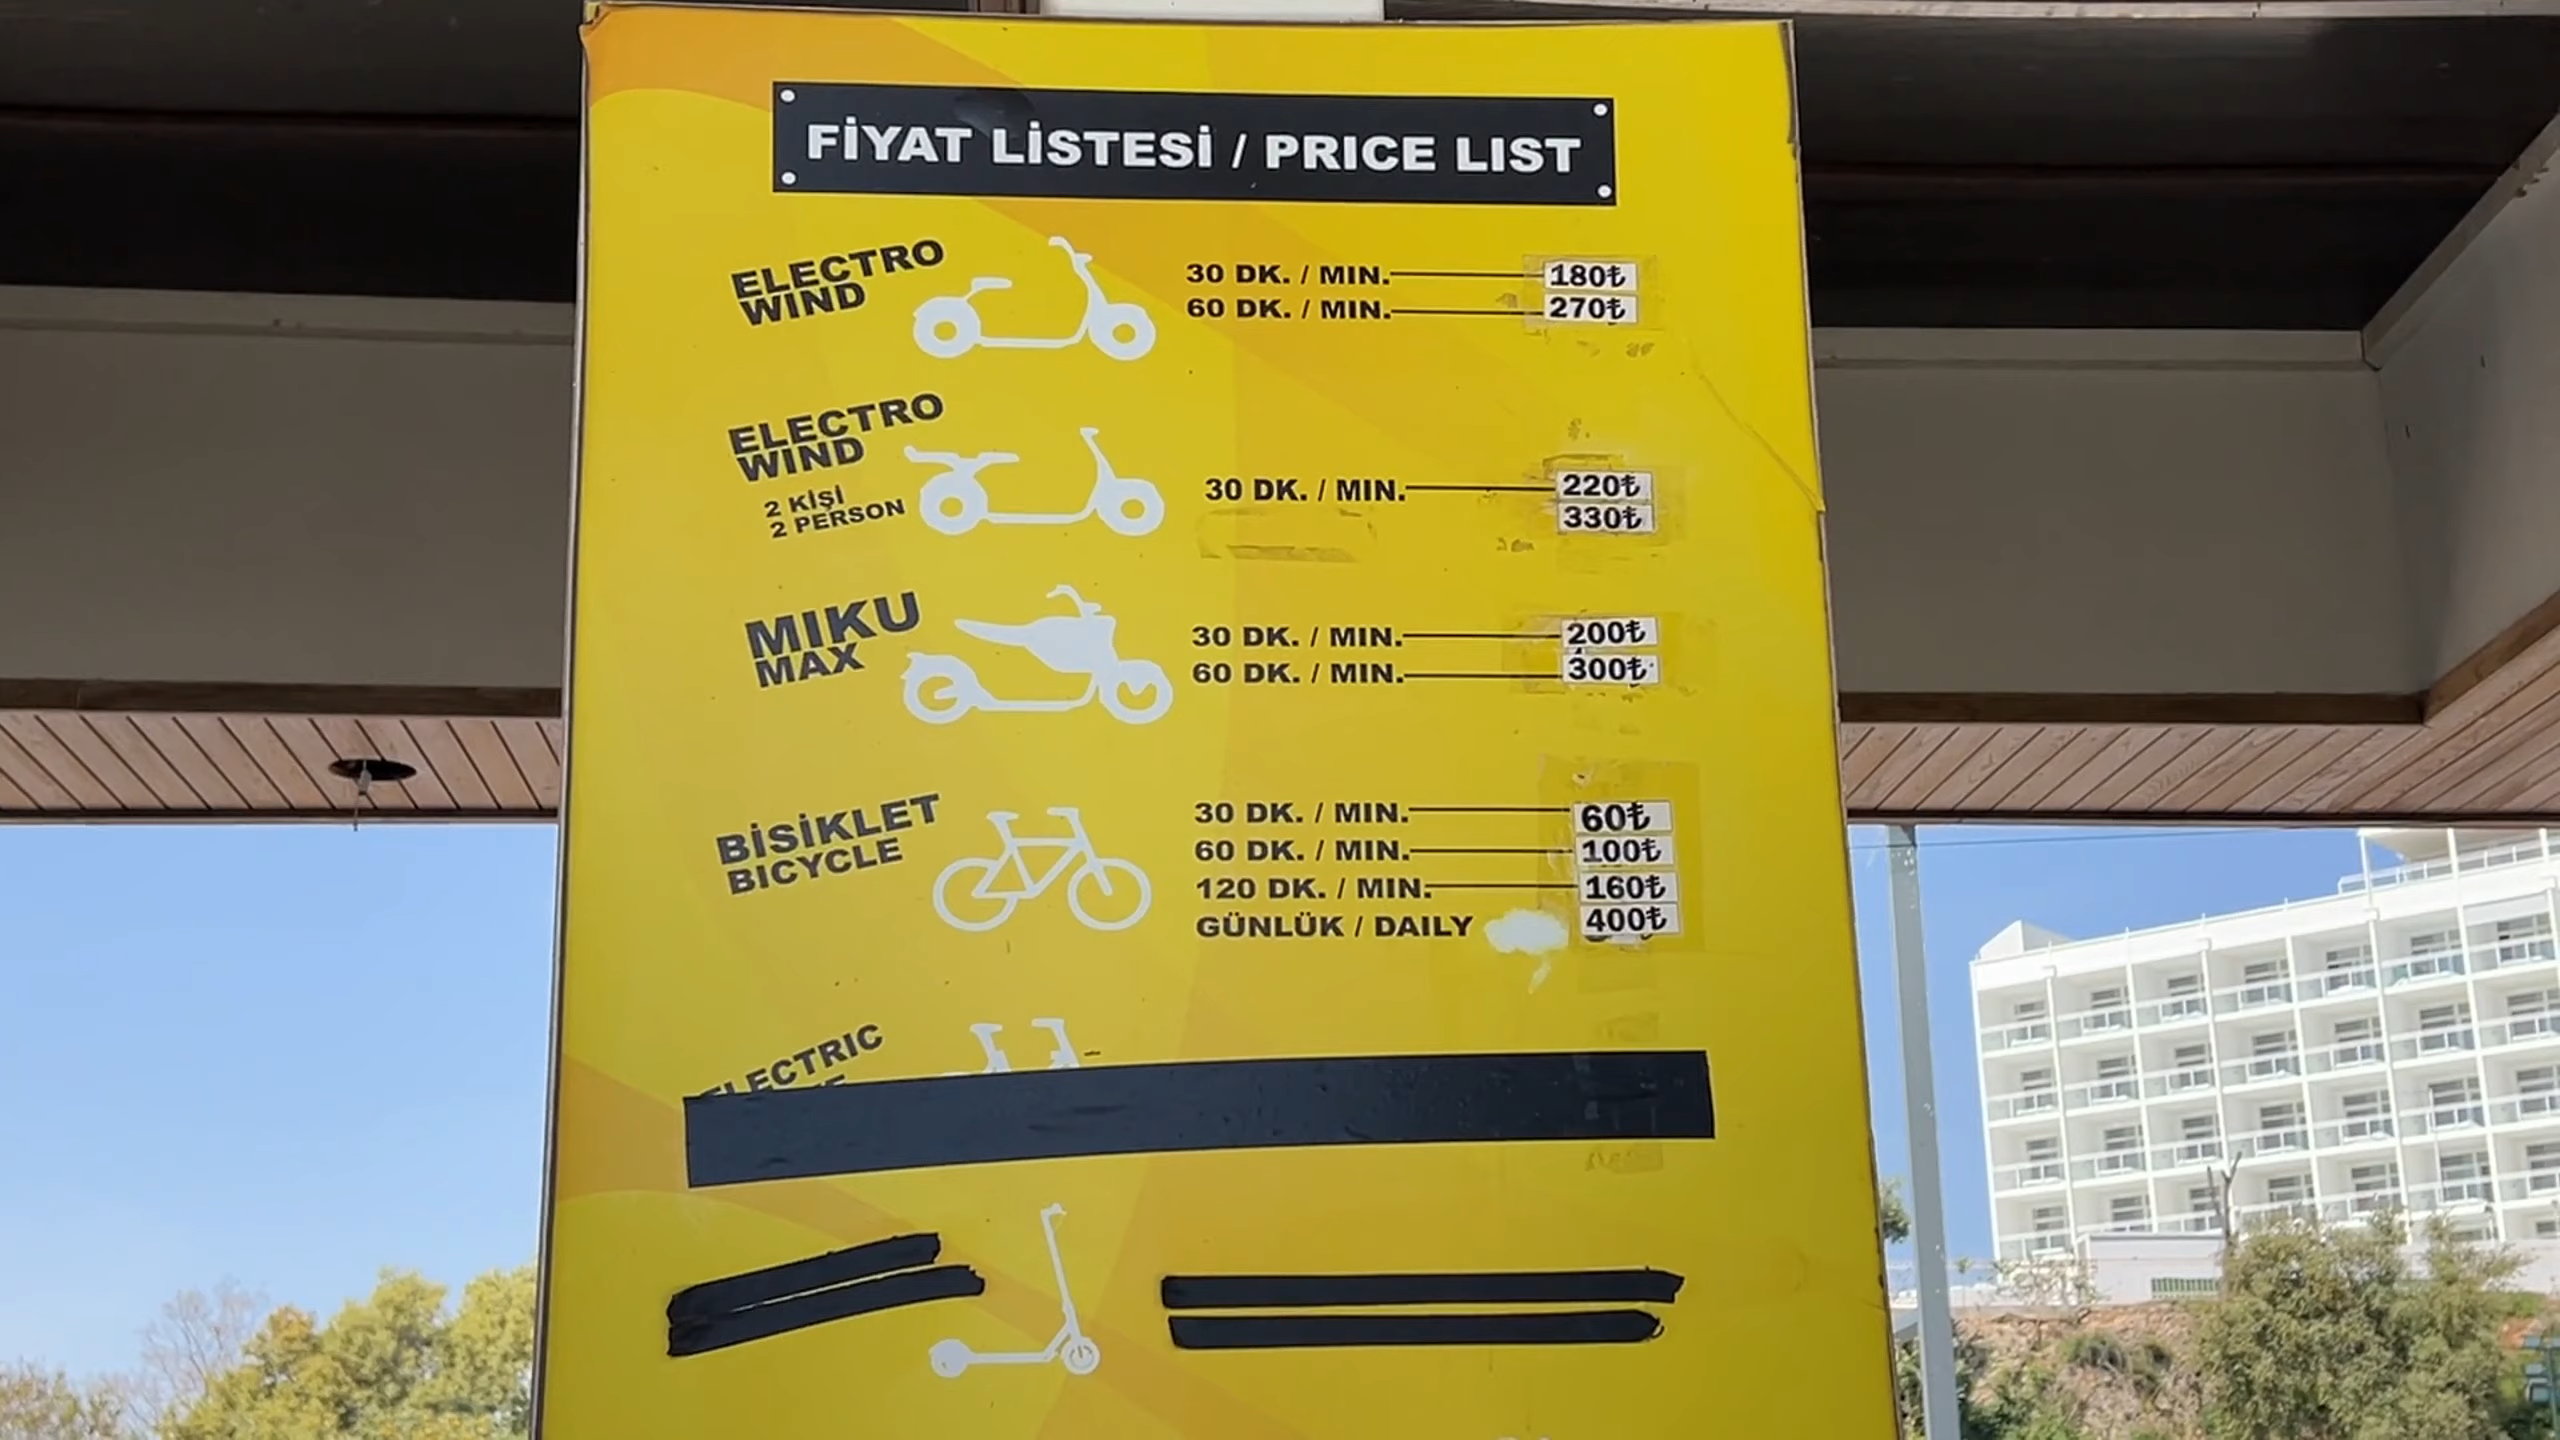 FİYAT LİSTESİ / PRICE LIST
ELECTRO
WIND
30 DK. / MIN. 180₺
60 DK. / MIN. 270₺
ELECTRO
WIND
2 KİŞİ
2 PERSON
30 DK. / MIN. 220₺
330₺
MIKU
MAX
30 DK. / MIN. 200₺
60 DK. / MIN. 300₺
BİSİKLET
BICYCLE
30 DK. / MIN. 60₺
60 DK. / MIN. 100₺
120 DK. / MIN. 160₺
GÜNLÜK / DAILY 400₺
ELECTRIC